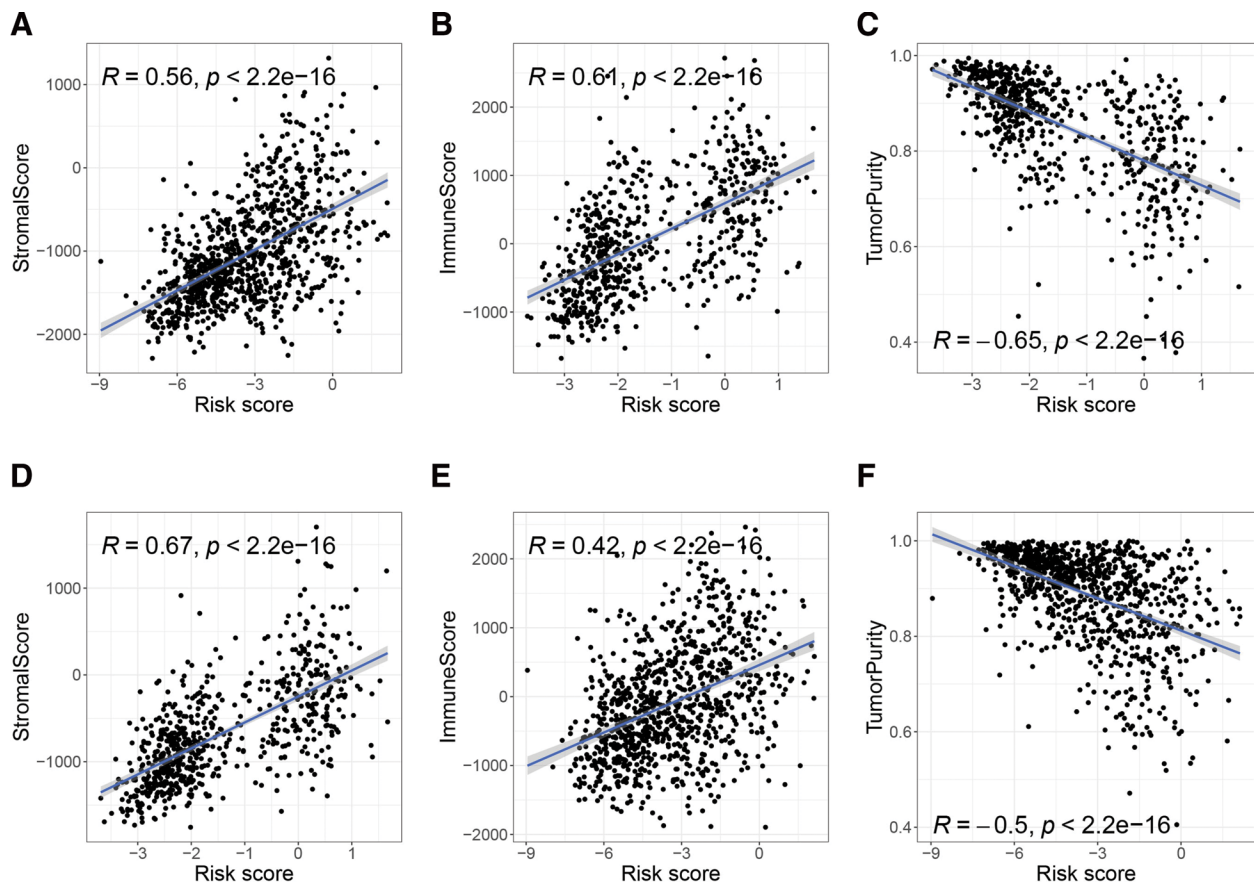 A
R = 0.56, p < 2.2e−16
StromalScore
1000
0
−1000
−2000
−9
−6
−3
0
Risk score
B
R = 0.61, p < 2.2e−16
ImmuneScore
2000
1000
0
−1000
−3
−2
−1
0
1
Risk score
C
TumorPurity
1.0
0.8
0.6
0.4
R = −0.65, p < 2.2e−16
−3
−2
−1
0
1
Risk score
D
R = 0.67, p < 2.2e−16
StromalScore
1000
0
−1000
−3
−2
−1
0
1
Risk score
E
R = 0.42, p < 2.2e−16
ImmuneScore
2000
1000
0
−1000
−2000
−9
−6
−3
0
Risk score
F
TumorPurity
1.0
0.8
0.6
0.4
R = −0.5, p < 2.2e−16
−9
−6
−3
0
Risk score